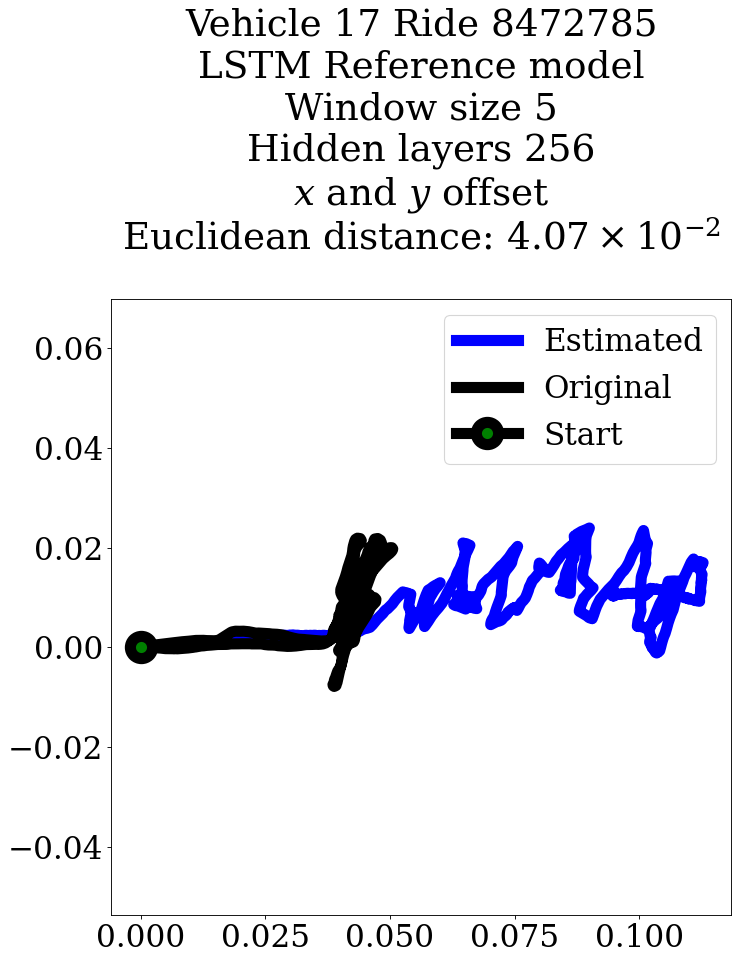 Vehicle 17 Ride 8472785
LSTM Reference model
Window size 5
Hidden layers 256
x and y offset
Euclidean distance: 4.07 × 10⁻²
Estimated
Original
Start
0.06
0.04
0.02
0.00
−0.02
−0.04
0.000 0.025 0.050 0.075 0.100